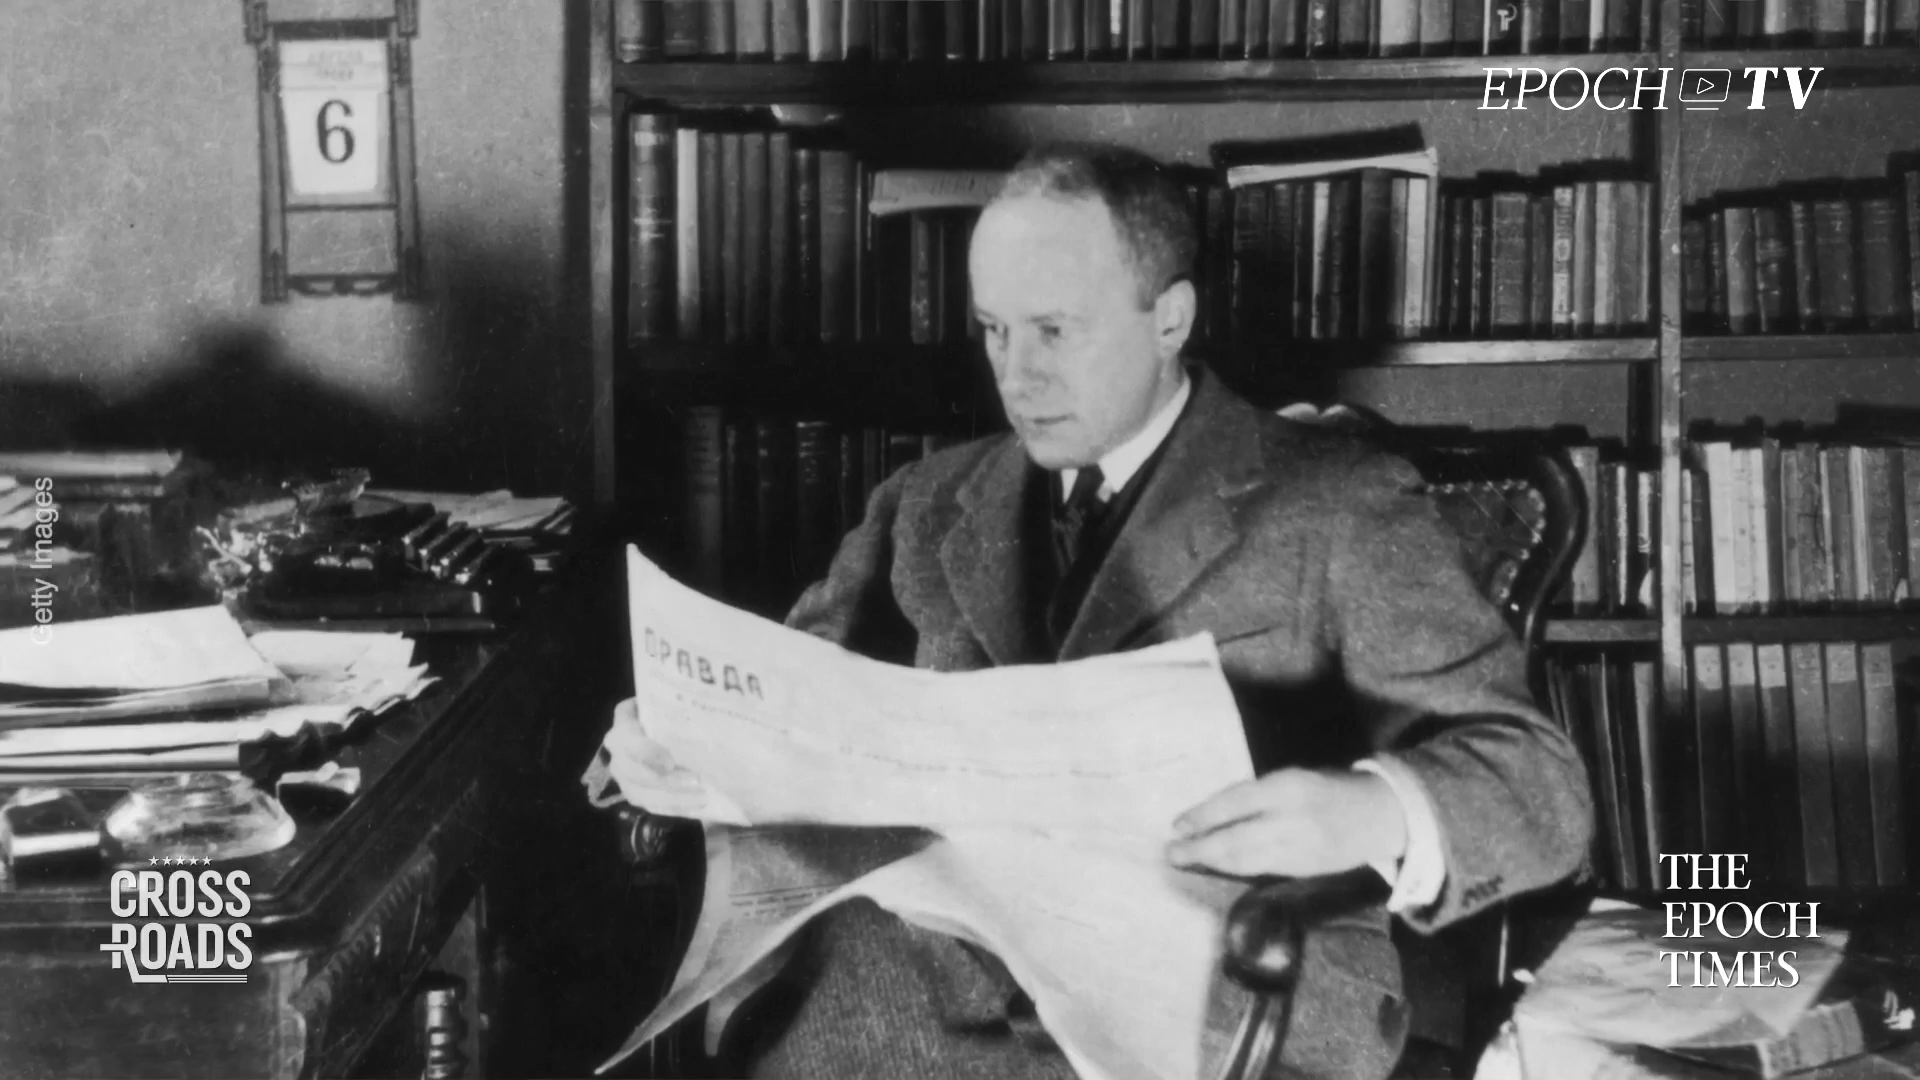 6
EPOCH TV
Getty Images
ПРАВДА
CROSS
ROADS
THE
EPOCH
TIMES